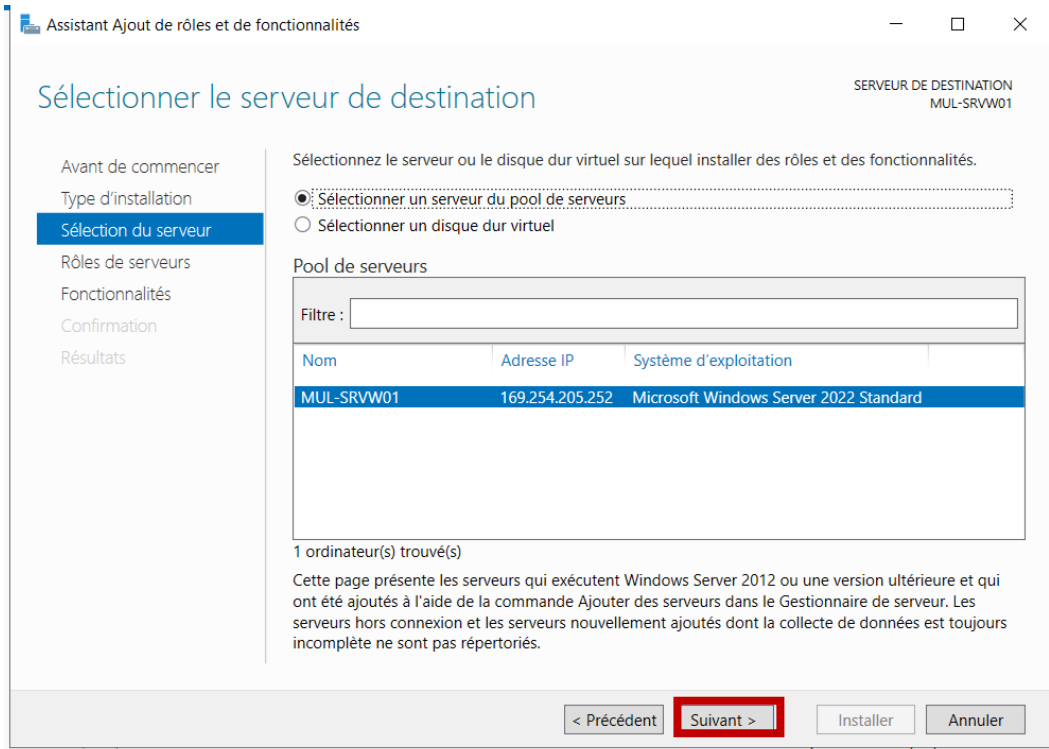 Assistant Ajout de rôles et de fonctionnalités
Sélectionner le serveur de destination
SERVEUR DE DESTINATION
MUL-SRVW01
Avant de commencer
Type d'installation
Sélection du serveur
Rôles de serveurs
Fonctionnalités
Confirmation
Résultats
Sélectionnez le serveur ou le disque dur virtuel sur lequel installer des rôles et des fonctionnalités.
Sélectionner un serveur du pool de serveurs
Sélectionner un disque dur virtuel
Pool de serveurs
Filtre :
Nom Adresse IP Système d'exploitation
MUL-SRVW01 169.254.205.252 Microsoft Windows Server 2022 Standard
1 ordinateur(s) trouvé(s)
Cette page présente les serveurs qui exécutent Windows Server 2012 ou une version ultérieure et qui
ont été ajoutés à l'aide de la commande Ajouter des serveurs dans le Gestionnaire de serveur. Les
serveurs hors connexion et les serveurs nouvellement ajoutés dont la collecte de données est toujours
incomplète ne sont pas répertoriés.
< Précédent Suivant > Installer Annuler